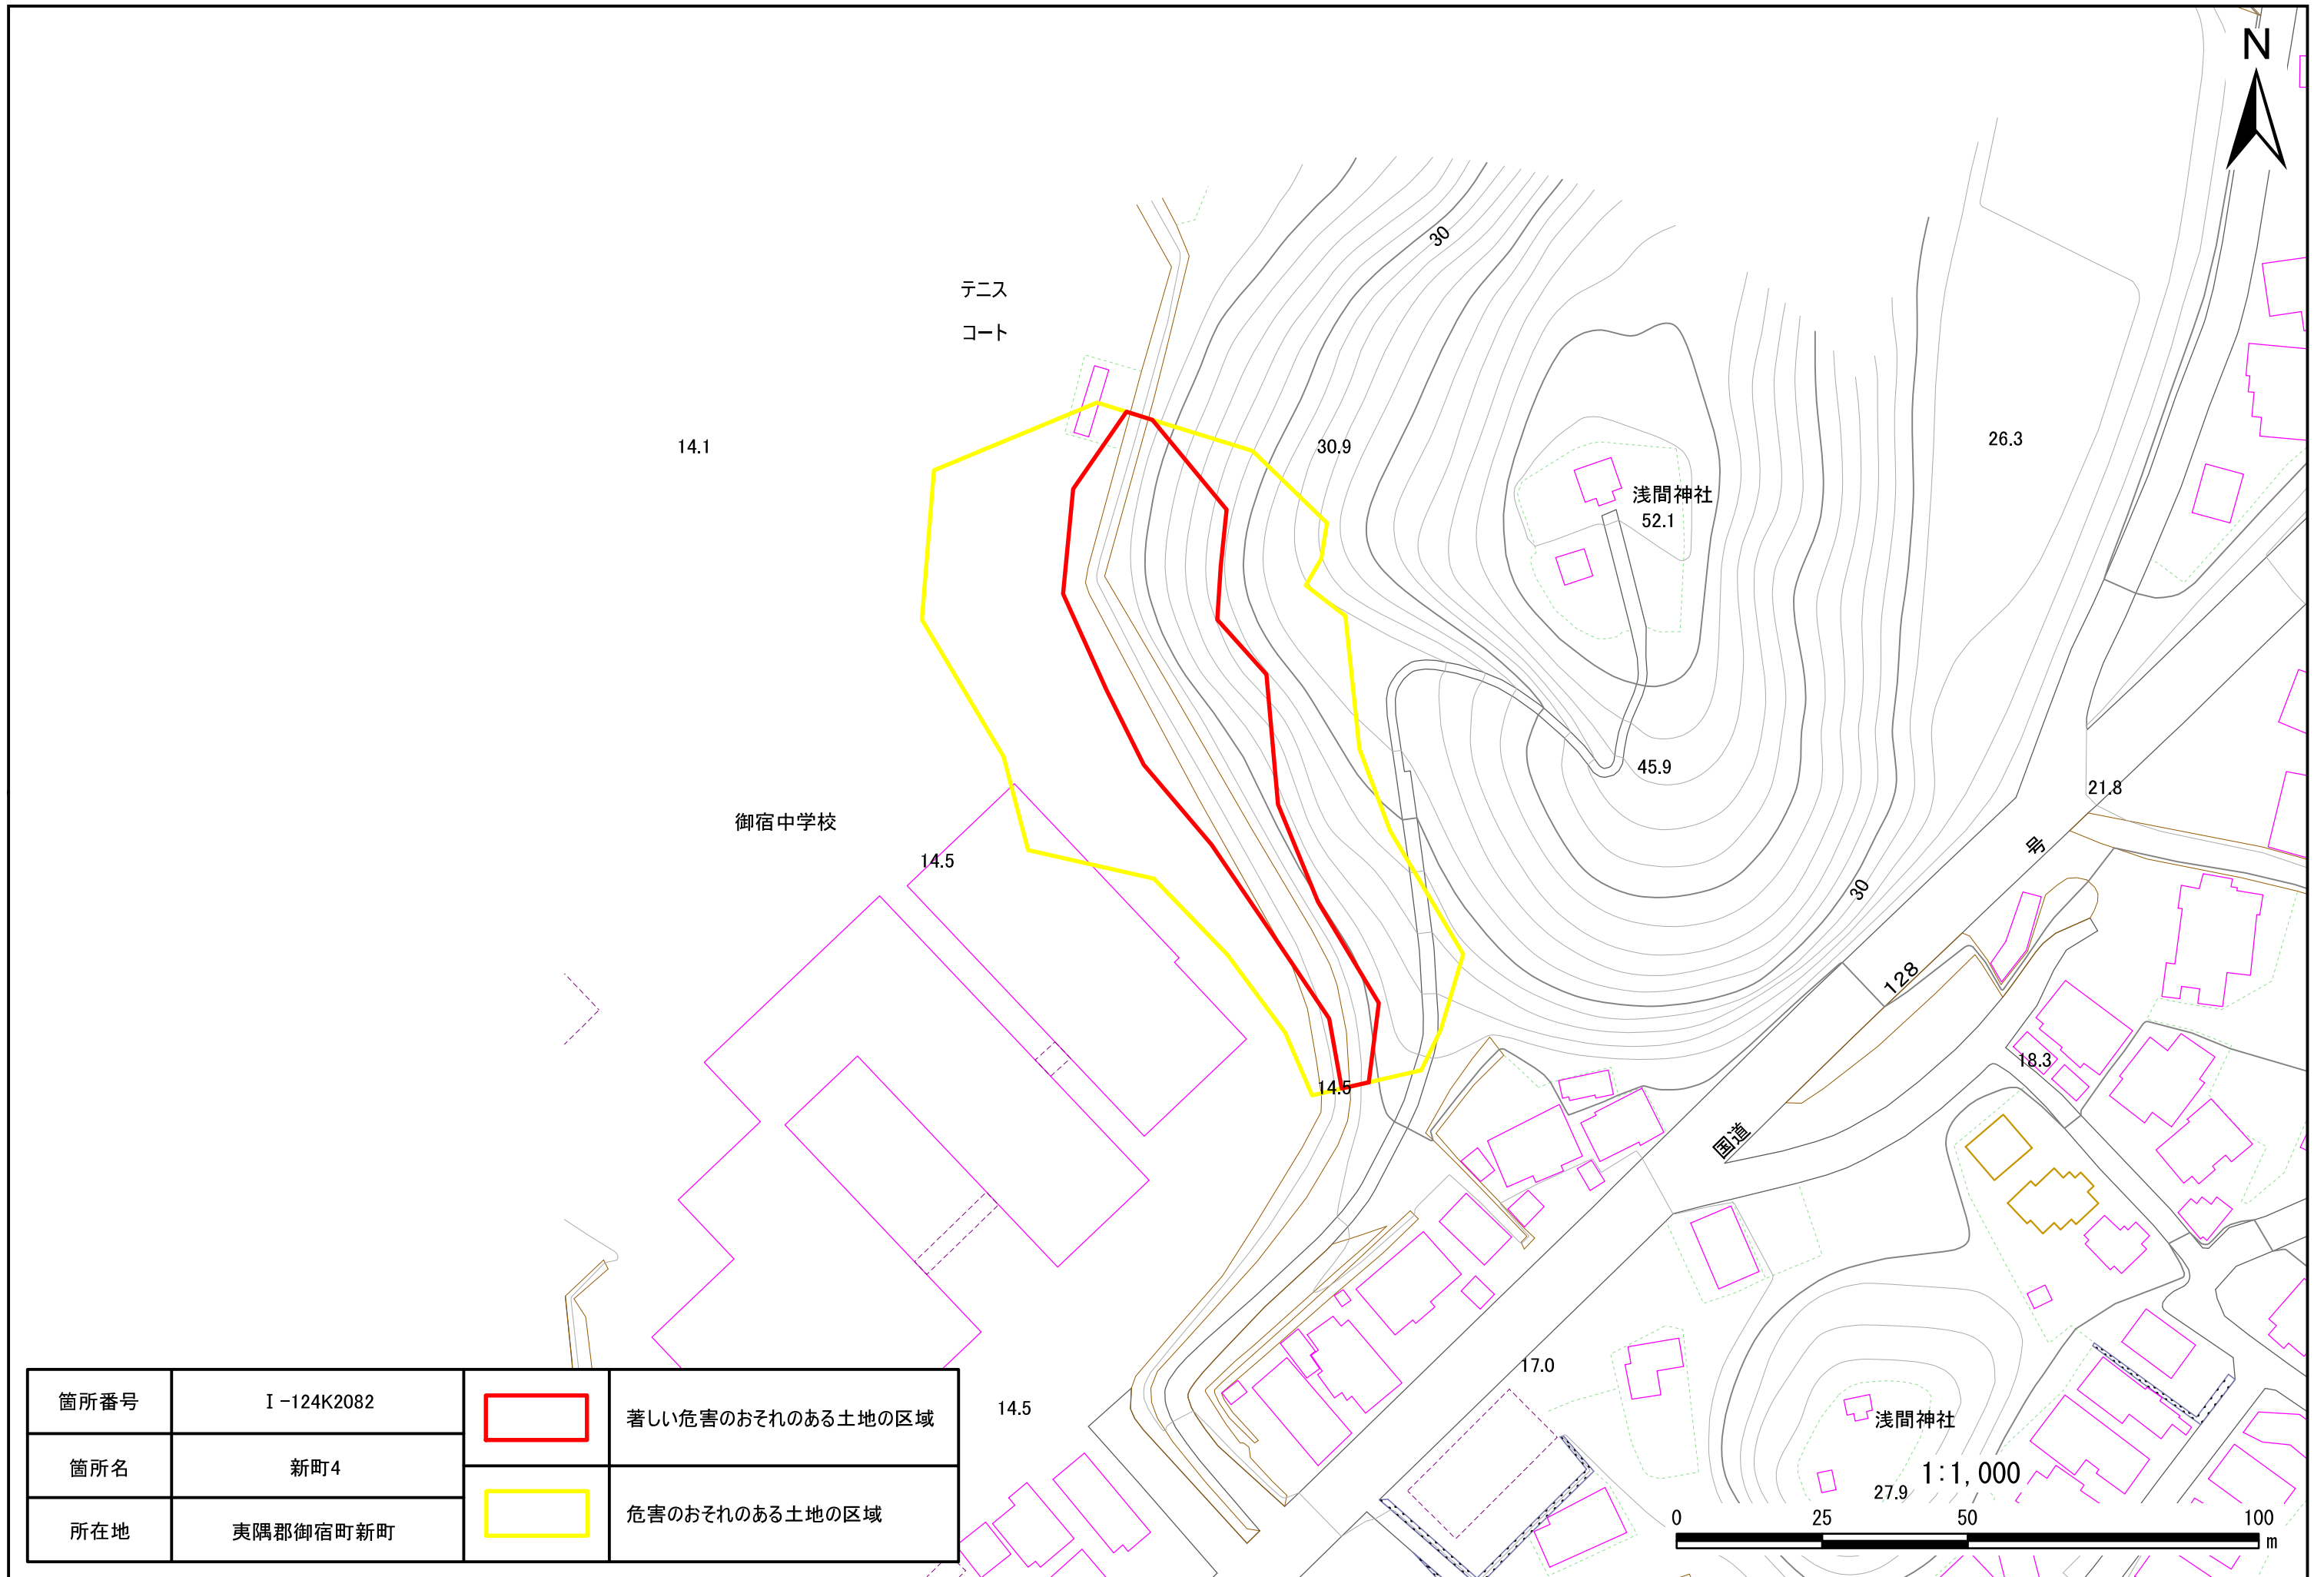 N
30
テニス
コート
14.1
30.9
26.3
浅間神社
52.1
45.9
21.8
御宿中学校
14.5
号
30
128
18.3
14.5
国道
17.0
14.5
浅間神社
27.9
1:1,000
0 25 50 100
m
箇所番号 Ⅰ-124K2082
著しい危害のおそれのある土地の区域
箇所名 新町4
危害のおそれのある土地の区域
所在地 夷隅郡御宿町新町